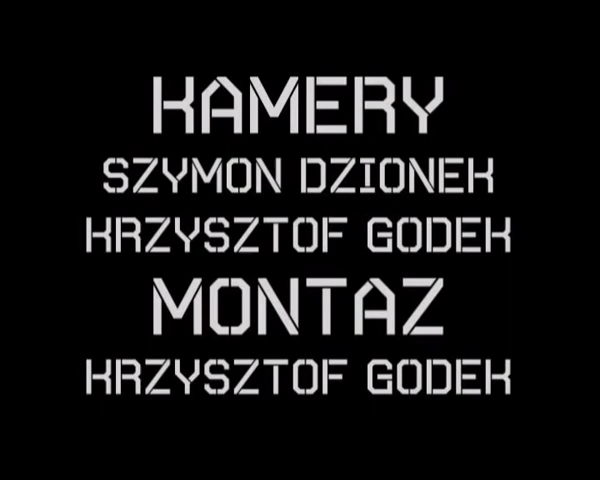 KAMERY
SZYMON DZIONEK
KRZYSZTOF GODEK
MONTAZ
KRZYSZTOF GODEK